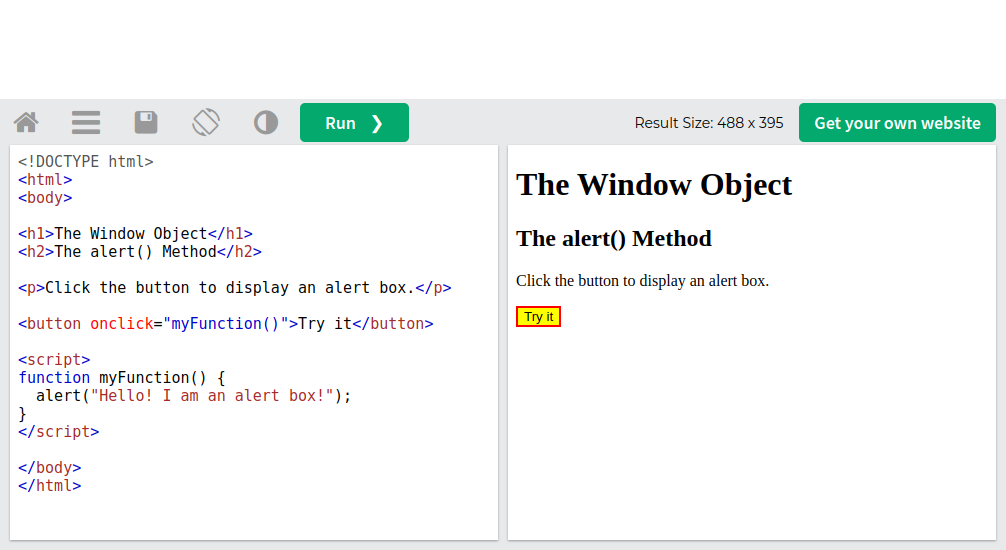 Run ❯
Result Size: 488 x 395
Get your own website
<!DOCTYPE html>
<html>
<body>
<h1>The Window Object</h1>
<h2>The alert() Method</h2>
<p>Click the button to display an alert box.</p>
<button onclick="myFunction()">Try it</button>
<script>
function myFunction() {
  alert("Hello! I am an alert box!");
}
</script>
</body>
</html>
The Window Object
The alert() Method
Click the button to display an alert box.
Try it